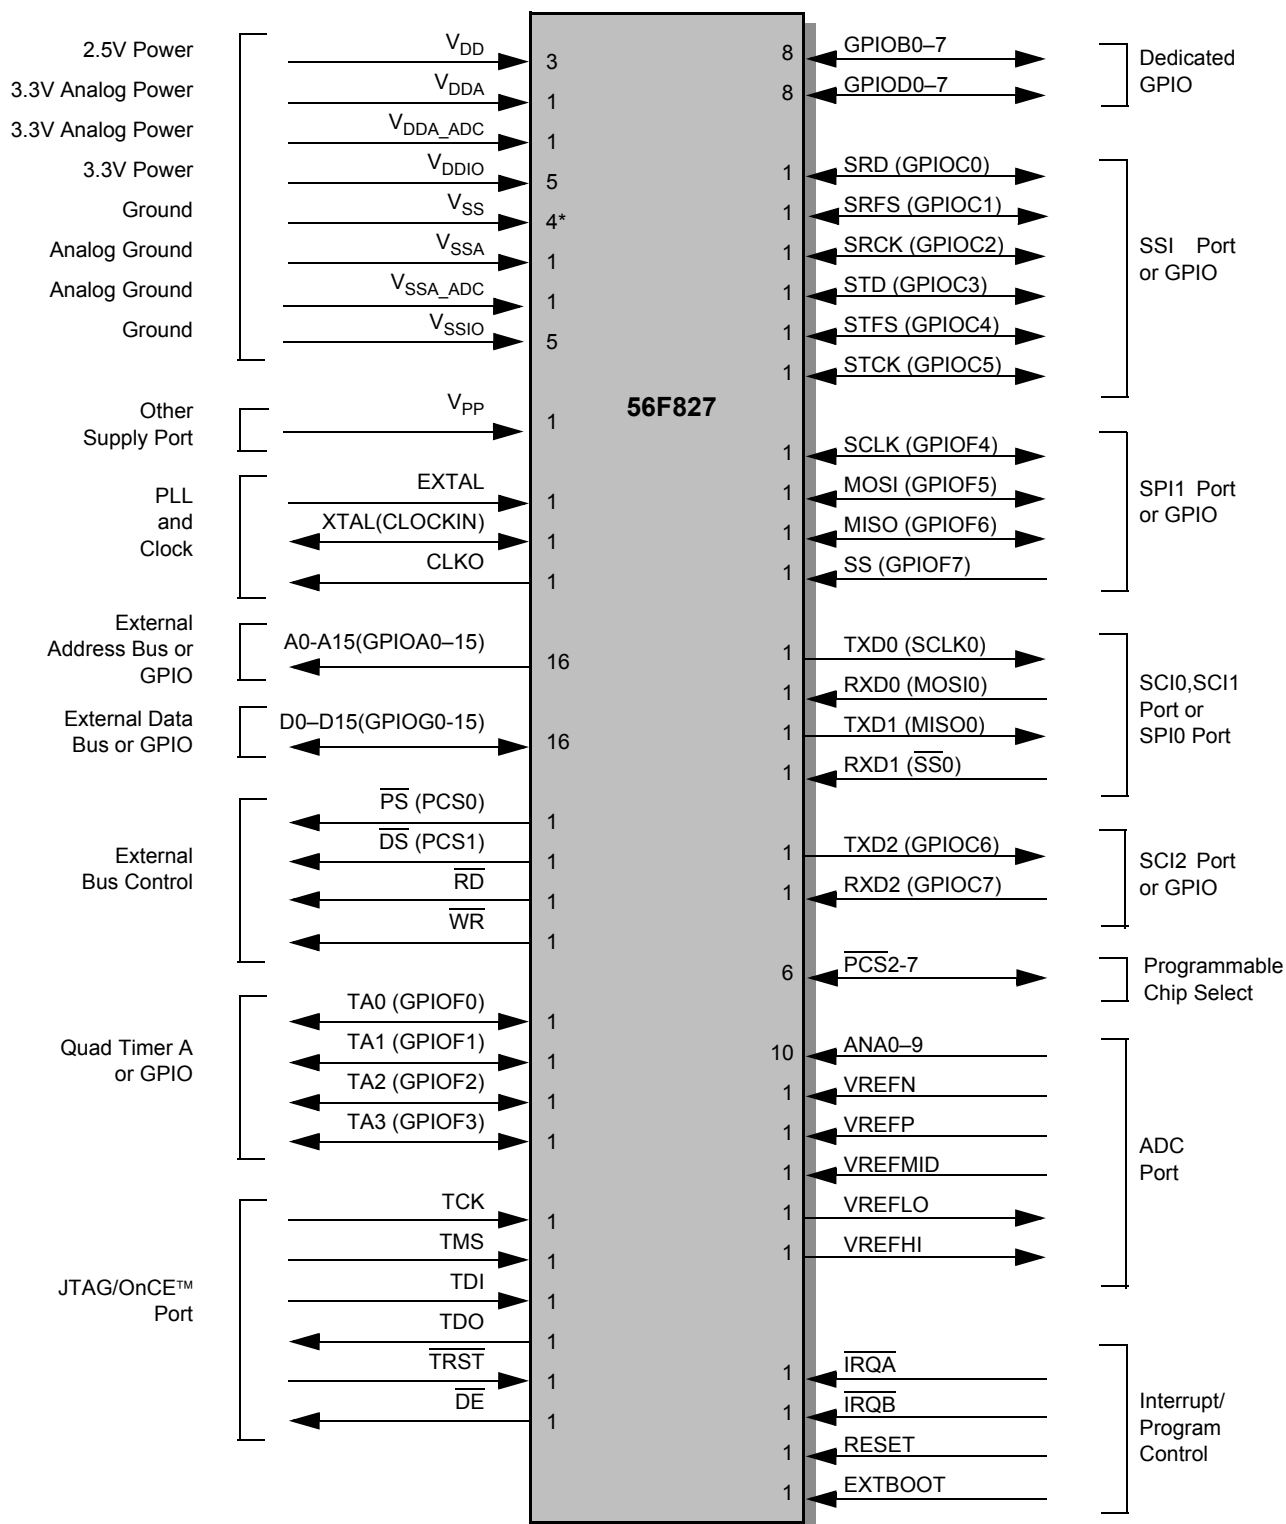 2.5V Power
VDD
3
3.3V Analog Power
VDDA
1
3.3V Analog Power
VDDA_ADC
1
3.3V Power
VDDIO
5
Ground
VSS
4*
Analog Ground
VSSA
1
Analog Ground
VSSA_ADC
1
Ground
VSSIO
5
Other
Supply Port
VPP
1
PLL
and
Clock
EXTAL
1
XTAL(CLOCKIN)
1
CLKO
1
External
Address Bus or
GPIO
A0-A15(GPIOA0–15)
16
External Data
Bus or GPIO
D0–D15(GPIOG0-15)
16
External
Bus Control
PS (PCS0)
1
DS (PCS1)
1
RD
1
WR
1
Quad Timer A
or GPIO
TA0 (GPIOF0)
1
TA1 (GPIOF1)
1
TA2 (GPIOF2)
1
TA3 (GPIOF3)
1
JTAG/OnCE™
Port
TCK
1
TMS
1
TDI
1
TDO
1
TRST
1
DE
1
56F827
8
GPIOB0–7
8
GPIOD0–7
Dedicated
GPIO
1
SRD (GPIOC0)
1
SRFS (GPIOC1)
1
SRCK (GPIOC2)
1
STD (GPIOC3)
1
STFS (GPIOC4)
1
STCK (GPIOC5)
SSI Port
or GPIO
1
SCLK (GPIOF4)
1
MOSI (GPIOF5)
1
MISO (GPIOF6)
1
SS (GPIOF7)
SPI1 Port
or GPIO
1
TXD0 (SCLK0)
1
RXD0 (MOSI0)
1
TXD1 (MISO0)
1
RXD1 (SS0)
SCI0,SCI1
Port or
SPI0 Port
1
TXD2 (GPIOC6)
1
RXD2 (GPIOC7)
SCI2 Port
or GPIO
6
PCS2-7
Programmable
Chip Select
10
ANA0–9
1
VREFN
1
VREFP
1
VREFMID
1
VREFLO
1
VREFHI
ADC
Port
1
IRQA
1
IRQB
1
RESET
1
EXTBOOT
Interrupt/
Program
Control